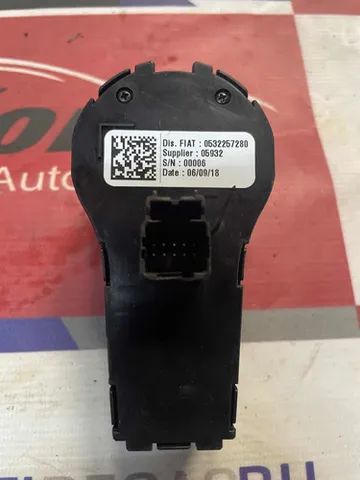 Auto
Dis. FIAT : 0532257280
Supplier : 05932
S/N : 00006
Date : 06/09/18